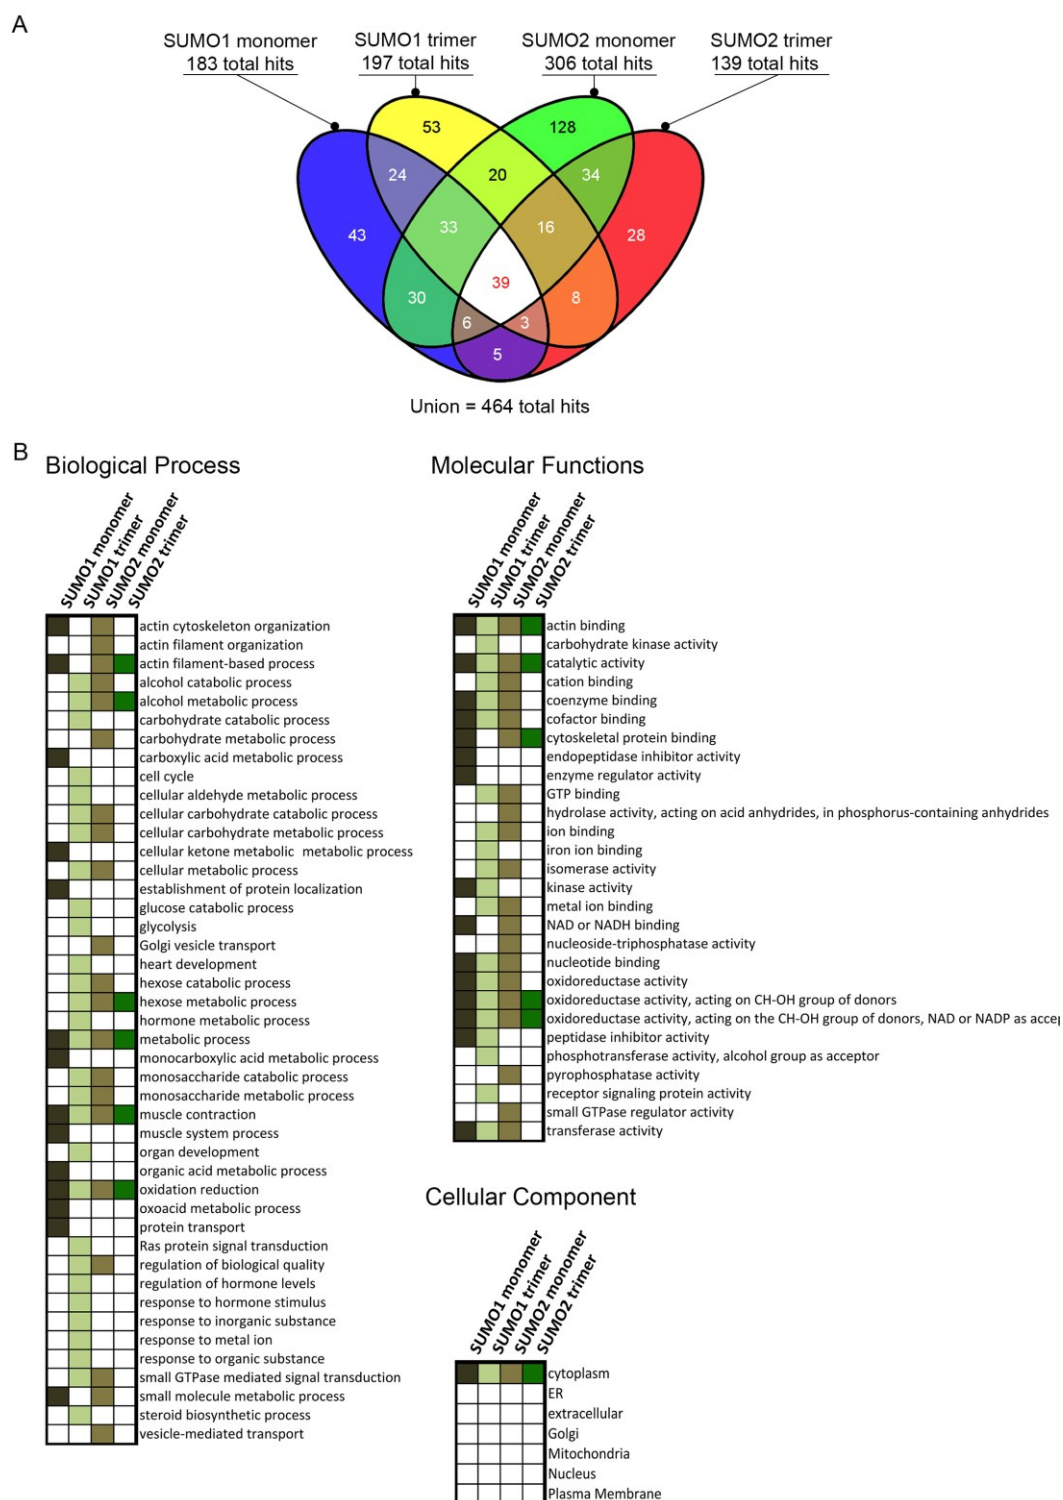 A
SUMO1 monomer
183 total hits
SUMO1 trimer
197 total hits
SUMO2 monomer
306 total hits
SUMO2 trimer
139 total hits
53
128
24
20
34
43
33
16
28
39
30
8
6
3
5
Union = 464 total hits
B
Biological Process
SUMO1 monomer
SUMO1 trimer
SUMO2 monomer
SUMO2 trimer
actin cytoskeleton organization
actin filament organization
actin filament-based process
alcohol catabolic process
alcohol metabolic process
carbohydrate catabolic process
carbohydrate metabolic process
carboxylic acid metabolic process
cell cycle
cellular aldehyde metabolic process
cellular carbohydrate catabolic process
cellular carbohydrate metabolic process
cellular ketone metabolic metabolic process
cellular metabolic process
establishment of protein localization
glucose catabolic process
glycolysis
Golgi vesicle transport
heart development
hexose catabolic process
hexose metabolic process
hormone metabolic process
metabolic process
monocarboxylic acid metabolic process
monosaccharide catabolic process
monosaccharide metabolic process
muscle contraction
muscle system process
organ development
organic acid metabolic process
oxidation reduction
oxoacid metabolic process
protein transport
Ras protein signal transduction
regulation of biological quality
regulation of hormone levels
response to hormone stimulus
response to inorganic substance
response to metal ion
response to organic substance
small GTPase mediated signal transduction
small molecule metabolic process
steroid biosynthetic process
vesicle-mediated transport
Molecular Functions
SUMO1 monomer
SUMO1 trimer
SUMO2 monomer
SUMO2 trimer
actin binding
carbohydrate kinase activity
catalytic activity
cation binding
coenzyme binding
cofactor binding
cytoskeletal protein binding
endopeptidase inhibitor activity
enzyme regulator activity
GTP binding
hydrolase activity, acting on acid anhydrides, in phosphorus-containing anhydrides
ion binding
iron ion binding
isomerase activity
kinase activity
metal ion binding
NAD or NADH binding
nucleoside-triphosphatase activity
nucleotide binding
oxidoreductase activity
oxidoreductase activity, acting on CH-OH group of donors
oxidoreductase activity, acting on the CH-OH group of donors, NAD or NADP as accep
peptidase inhibitor activity
phosphotransferase activity, alcohol group as acceptor
pyrophosphatase activity
receptor signaling protein activity
small GTPase regulator activity
transferase activity
Cellular Component
SUMO1 monomer
SUMO1 trimer
SUMO2 monomer
SUMO2 trimer
cytoplasm
ER
extracellular
Golgi
Mitochondria
Nucleus
Plasma Membrane